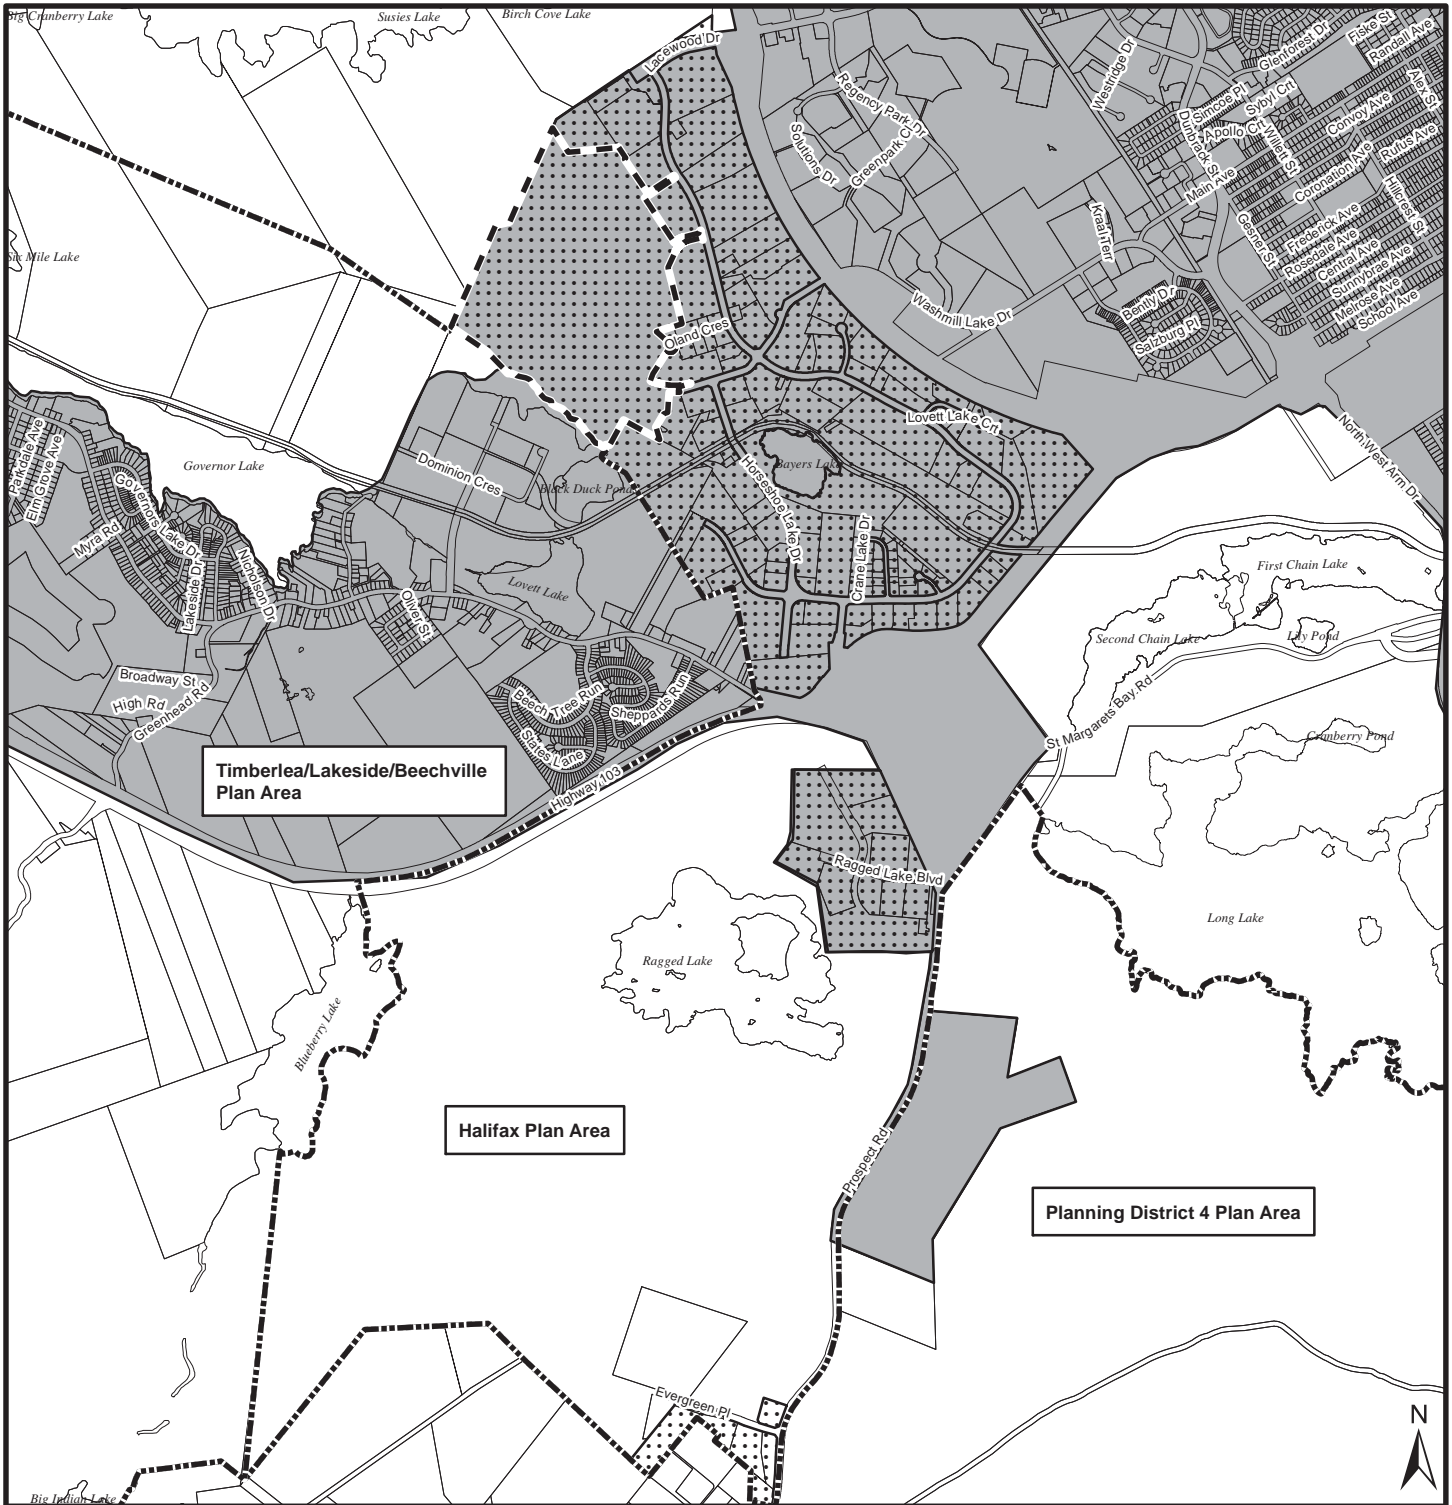 Big Cranberry Lake
Susies Lake
Birch Cove Lake
Lacewood Dr
Fiske St
Randall Ave
Glenforest Dr
Westridge Dr
Alex St
Simcoe Pl
Sybyl Crt
Convoy Ave
Regency Park Dr
Solutions Dr
Greenpark Cl
Dunbrack St
Apollo Crt
Willett St
Rufus Ave
Main Ave
Coronation Ave
Hillcrest St
Kraal Terr
Gesner St
Frederick Ave
Rosedale Ave
Central Ave
Sunnybrae Ave
Melrose Ave
School Ave
Six Mile Lake
Bently Dr
Salzburg Pl
Washmill Lake Dr
Oland Cres
Lovett Lake Crt
North West Arm Dr
Parkdale Ave
Elm Grove Ave
Governor Lake
Dominion Cres
Black Duck Pond
Bayers Lake
Horseshoe Lake Dr
Crane Lake Dr
Governors Lake Dr
Myra Rd
Lakeside Dr
Nicholson Dr
Oliver St
Lovett Lake
First Chain Lake
Second Chain Lake
Lily Pond
Broadway St
High Rd
Greenhead Rd
Beech Tree Run
Sheppards Run
States Lane
St Margarets Bay Rd
Cranberry Pond
Timberlea/Lakeside/Beechville
Plan Area
Highway 103
Ragged Lake Blvd
Long Lake
Ragged Lake
Blueberry Lake
Halifax Plan Area
Prospect Rd
Planning District 4 Plan Area
Evergreen Pl
N
Big Indian Lake